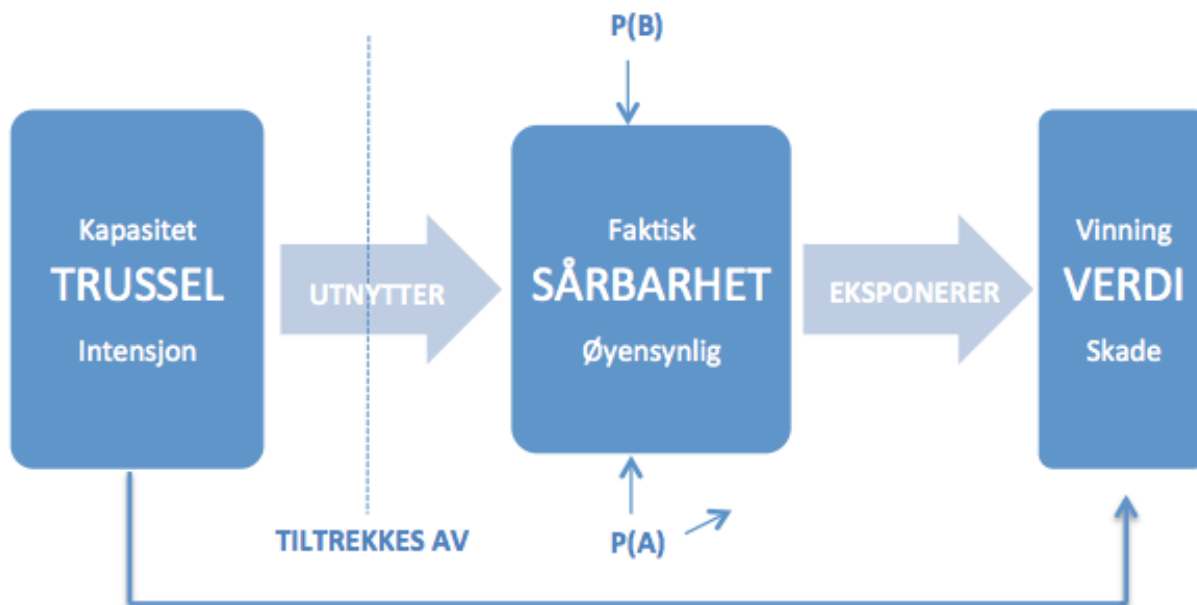 P(B)
Kapasitet
TRUSSEL
Intensjon
UTNYTTER
Faktisk
SÅRBARHET
Øyensynlig
EKSPONERER
Vinning
VERDI
Skade
TILTREKKES AV
P(A)